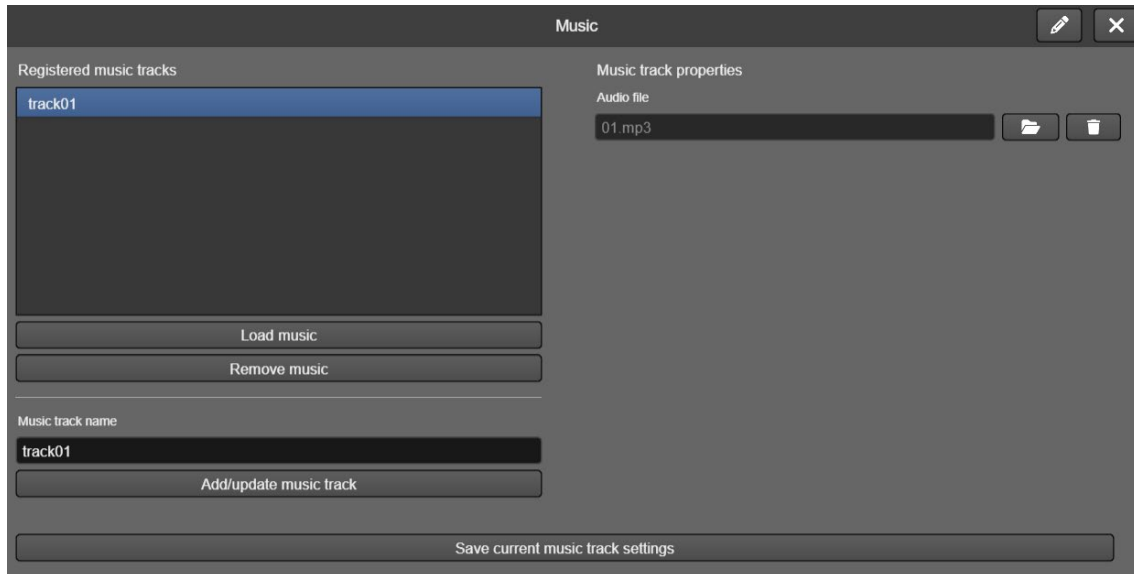 Music
Registered music tracks
track01
Load music
Remove music
Music track name
track01
Add/update music track
Music track properties
Audio file
01.mp3
Save current music track settings